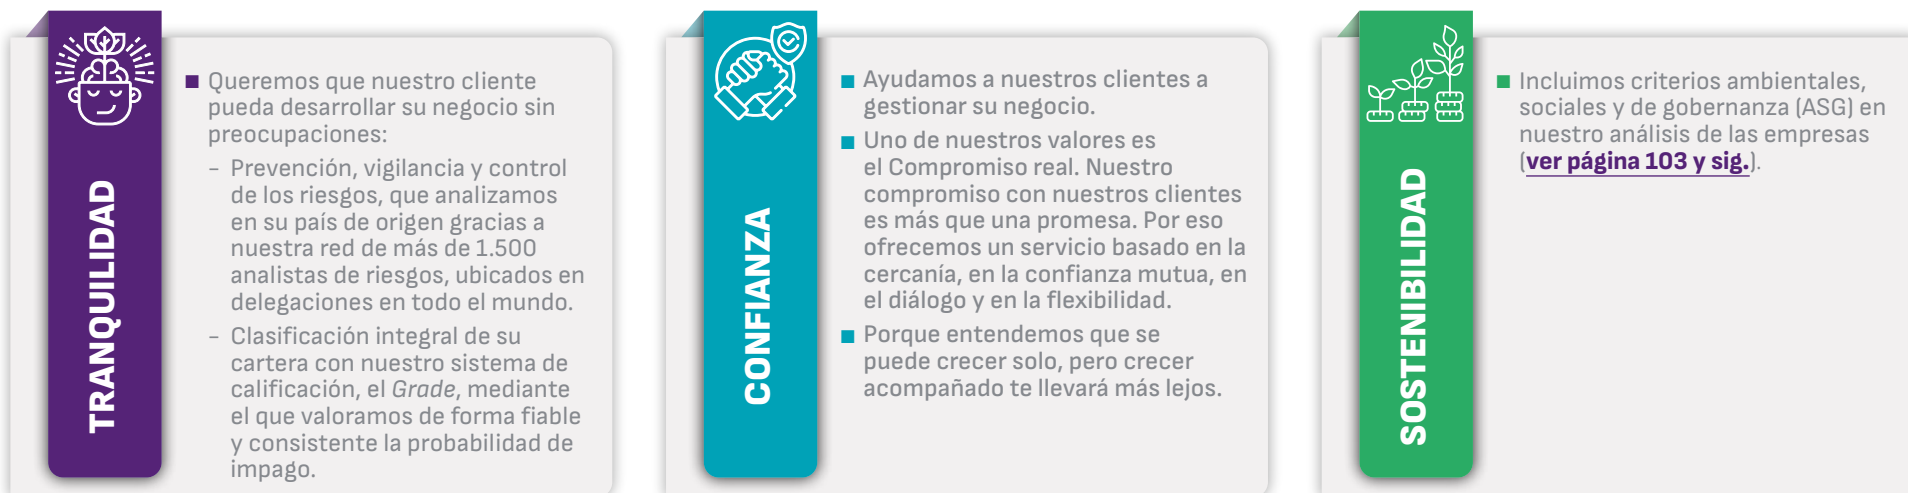 TRANQUILIDAD
■ Queremos que nuestro cliente
pueda desarrollar su negocio sin
preocupaciones:
- Prevención, vigilancia y control
de los riesgos, que analizamos
en su país de origen gracias a
nuestra red de más de 1.500
analistas de riesgos, ubicados en
delegaciones en todo el mundo.
- Clasificación integral de su
cartera con nuestro sistema de
calificación, el Grade, mediante
el que valoramos de forma fiable
y consistente la probabilidad de
impago.
CONFIANZA
■ Ayudamos a nuestros clientes a
gestionar su negocio.
■ Uno de nuestros valores es
el Compromiso real. Nuestro
compromiso con nuestros clientes
es más que una promesa. Por eso
ofrecemos un servicio basado en la
cercanía, en la confianza mutua, en
el diálogo y en la flexibilidad.
■ Porque entendemos que se
puede crecer solo, pero crecer
acompañado te llevará más lejos.
SOSTENIBILIDAD
■ Incluimos criterios ambientales,
sociales y de gobernanza (ASG) en
nuestro análisis de las empresas
(ver página 103 y sig.).